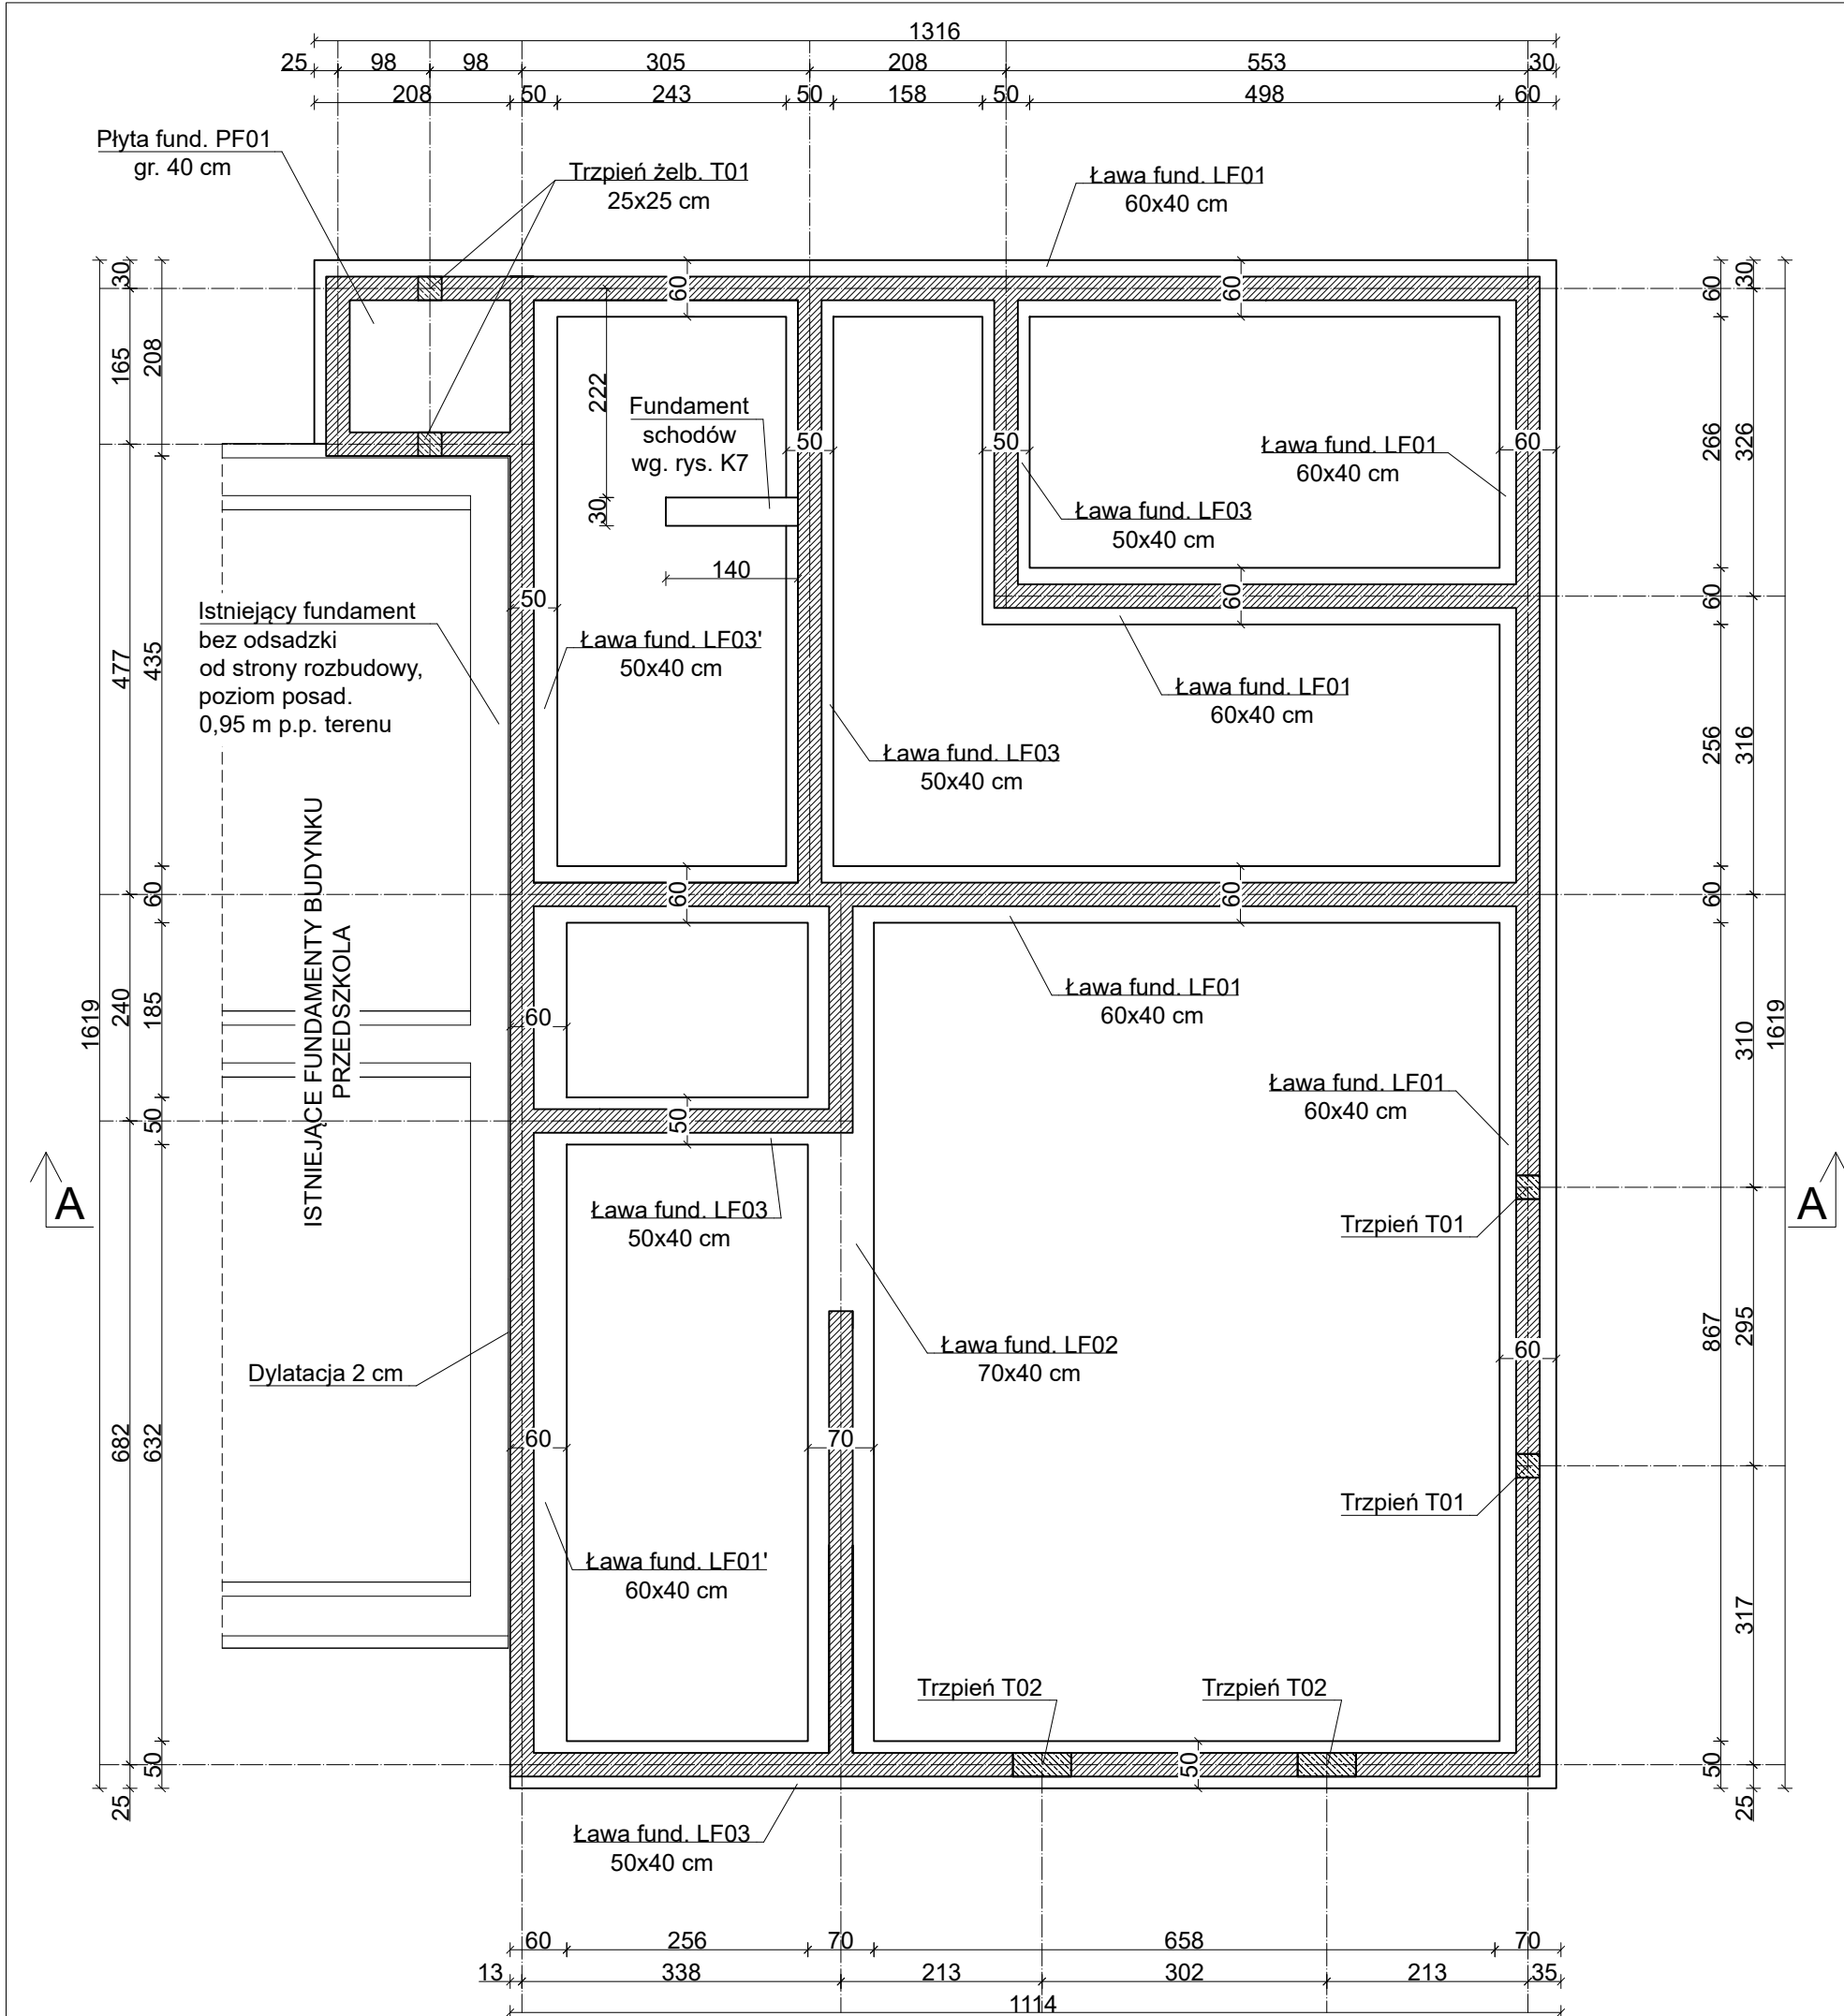 1316
25 98 98 305 208 553 30
208 50 243 50 158 50 498 60
Płyta fund. PF01
gr. 40 cm
Trzpień żelb. T01
25x25 cm
Ława fund. LF01
60x40 cm
30
165
477
240
682
25
208
435
60
185
50
632
50
1619
60
60
222
30
140
Fundament
schodów
wg. rys. K7
50
50
60
Ława fund. LF01
60x40 cm
Ława fund. LF03
50x40 cm
60
50
Istniejący fundament
bez odsadzki
od strony rozbudowy,
poziom posad.
0,95 m p.p. terenu
Ława fund. LF03'
50x40 cm
Ława fund. LF01
60x40 cm
Ława fund. LF03
50x40 cm
60
60
ISTNIEJĄCE FUNDAMENTY BUDYNKU
PRZEDSZKOLA
Ława fund. LF01
60x40 cm
60
50
Ława fund. LF01
60x40 cm
A
A
Ława fund. LF03
50x40 cm
Trzpień T01
Dylatacja 2 cm
Ława fund. LF02
70x40 cm
60
60
70
Trzpień T01
Ława fund. LF01'
60x40 cm
Trzpień T02
Trzpień T02
50
Ława fund. LF03
50x40 cm
60
266
60
256
60
867
50
30
326
316
310
295
317
25
1619
60 256 70 658 70
13 338 213 302 213 35
1114